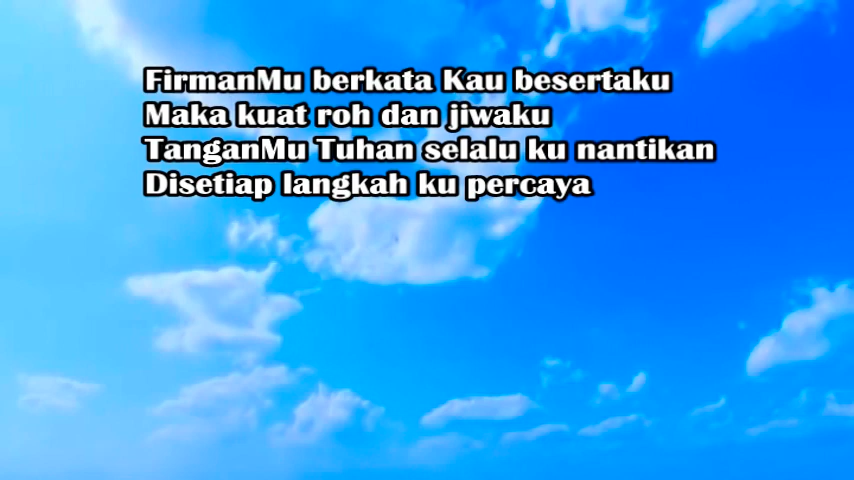 FirmanMu berkata Kau besertaku
Maka kuat roh dan jiwaku
TanganMu Tuhan selalu ku nantikan
Disetiap langkah ku percaya